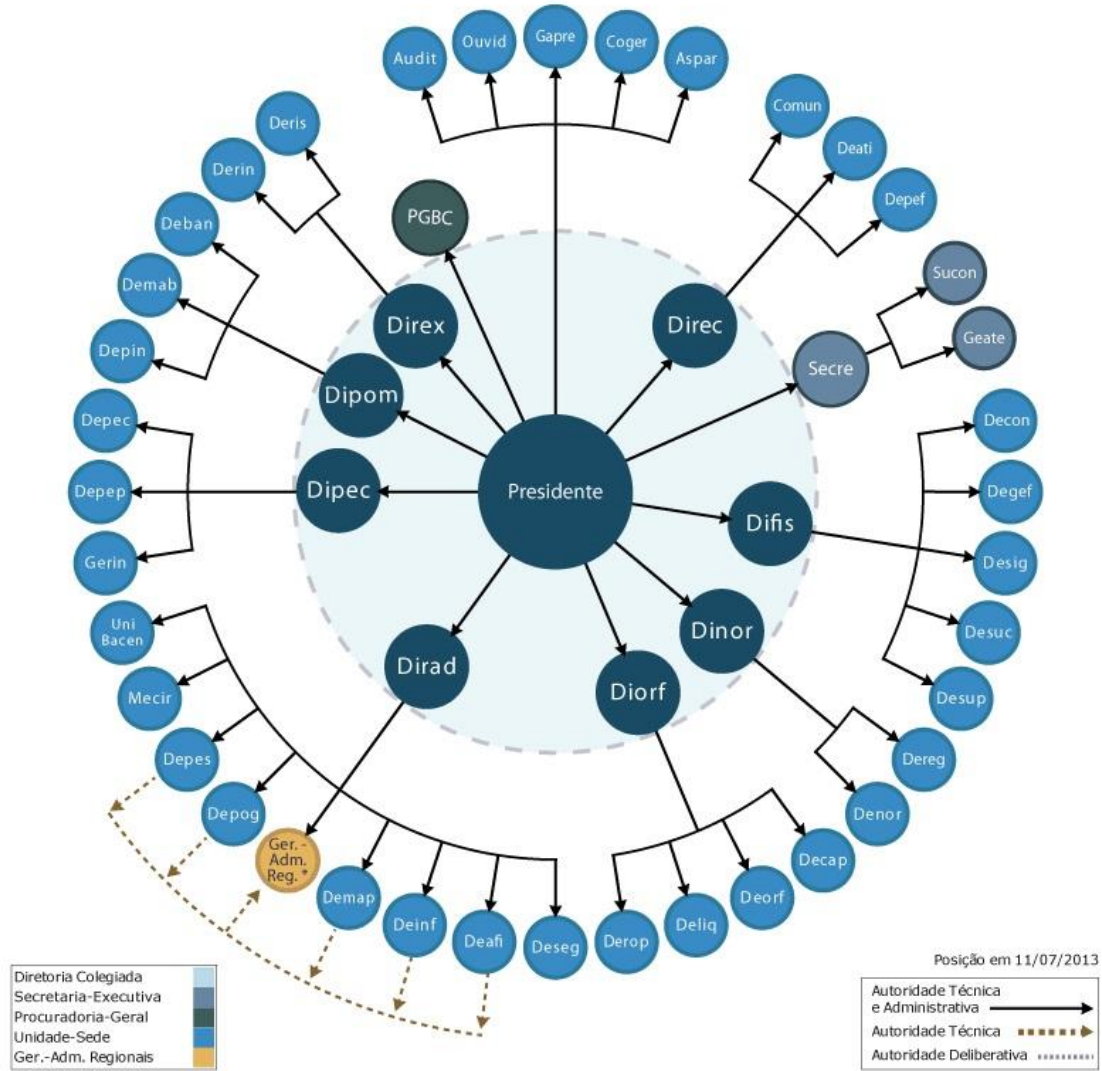 Audit
Ouvid
Gapre
Coger
Aspar
Comun
Deati
Depef
Deris
Derin
Deban
Demab
Depin
PGBC
Sucon
Geate
Secre
Direx
Direc
Dipom
Dipec
Presidente
Difis
Dinor
Diorf
Dirad
Depec
Depep
Gerin
Decon
Degef
Desig
Desuc
Desup
Dereg
Denor
Decap
Deorf
Deliq
Derop
Uni
Bacen
Mecir
Depes
Depog
Ger.-
Adm.
Reg. *
Demap
Deinf
Deafi
Deseg
Diretoria Colegiada
Secretaria-Executiva
Procuradoria-Geral
Unidade-Sede
Ger.-Adm. Regionais
Posição em 11/07/2013
Autoridade Técnica
e Administrativa
Autoridade Técnica
Autoridade Deliberativa